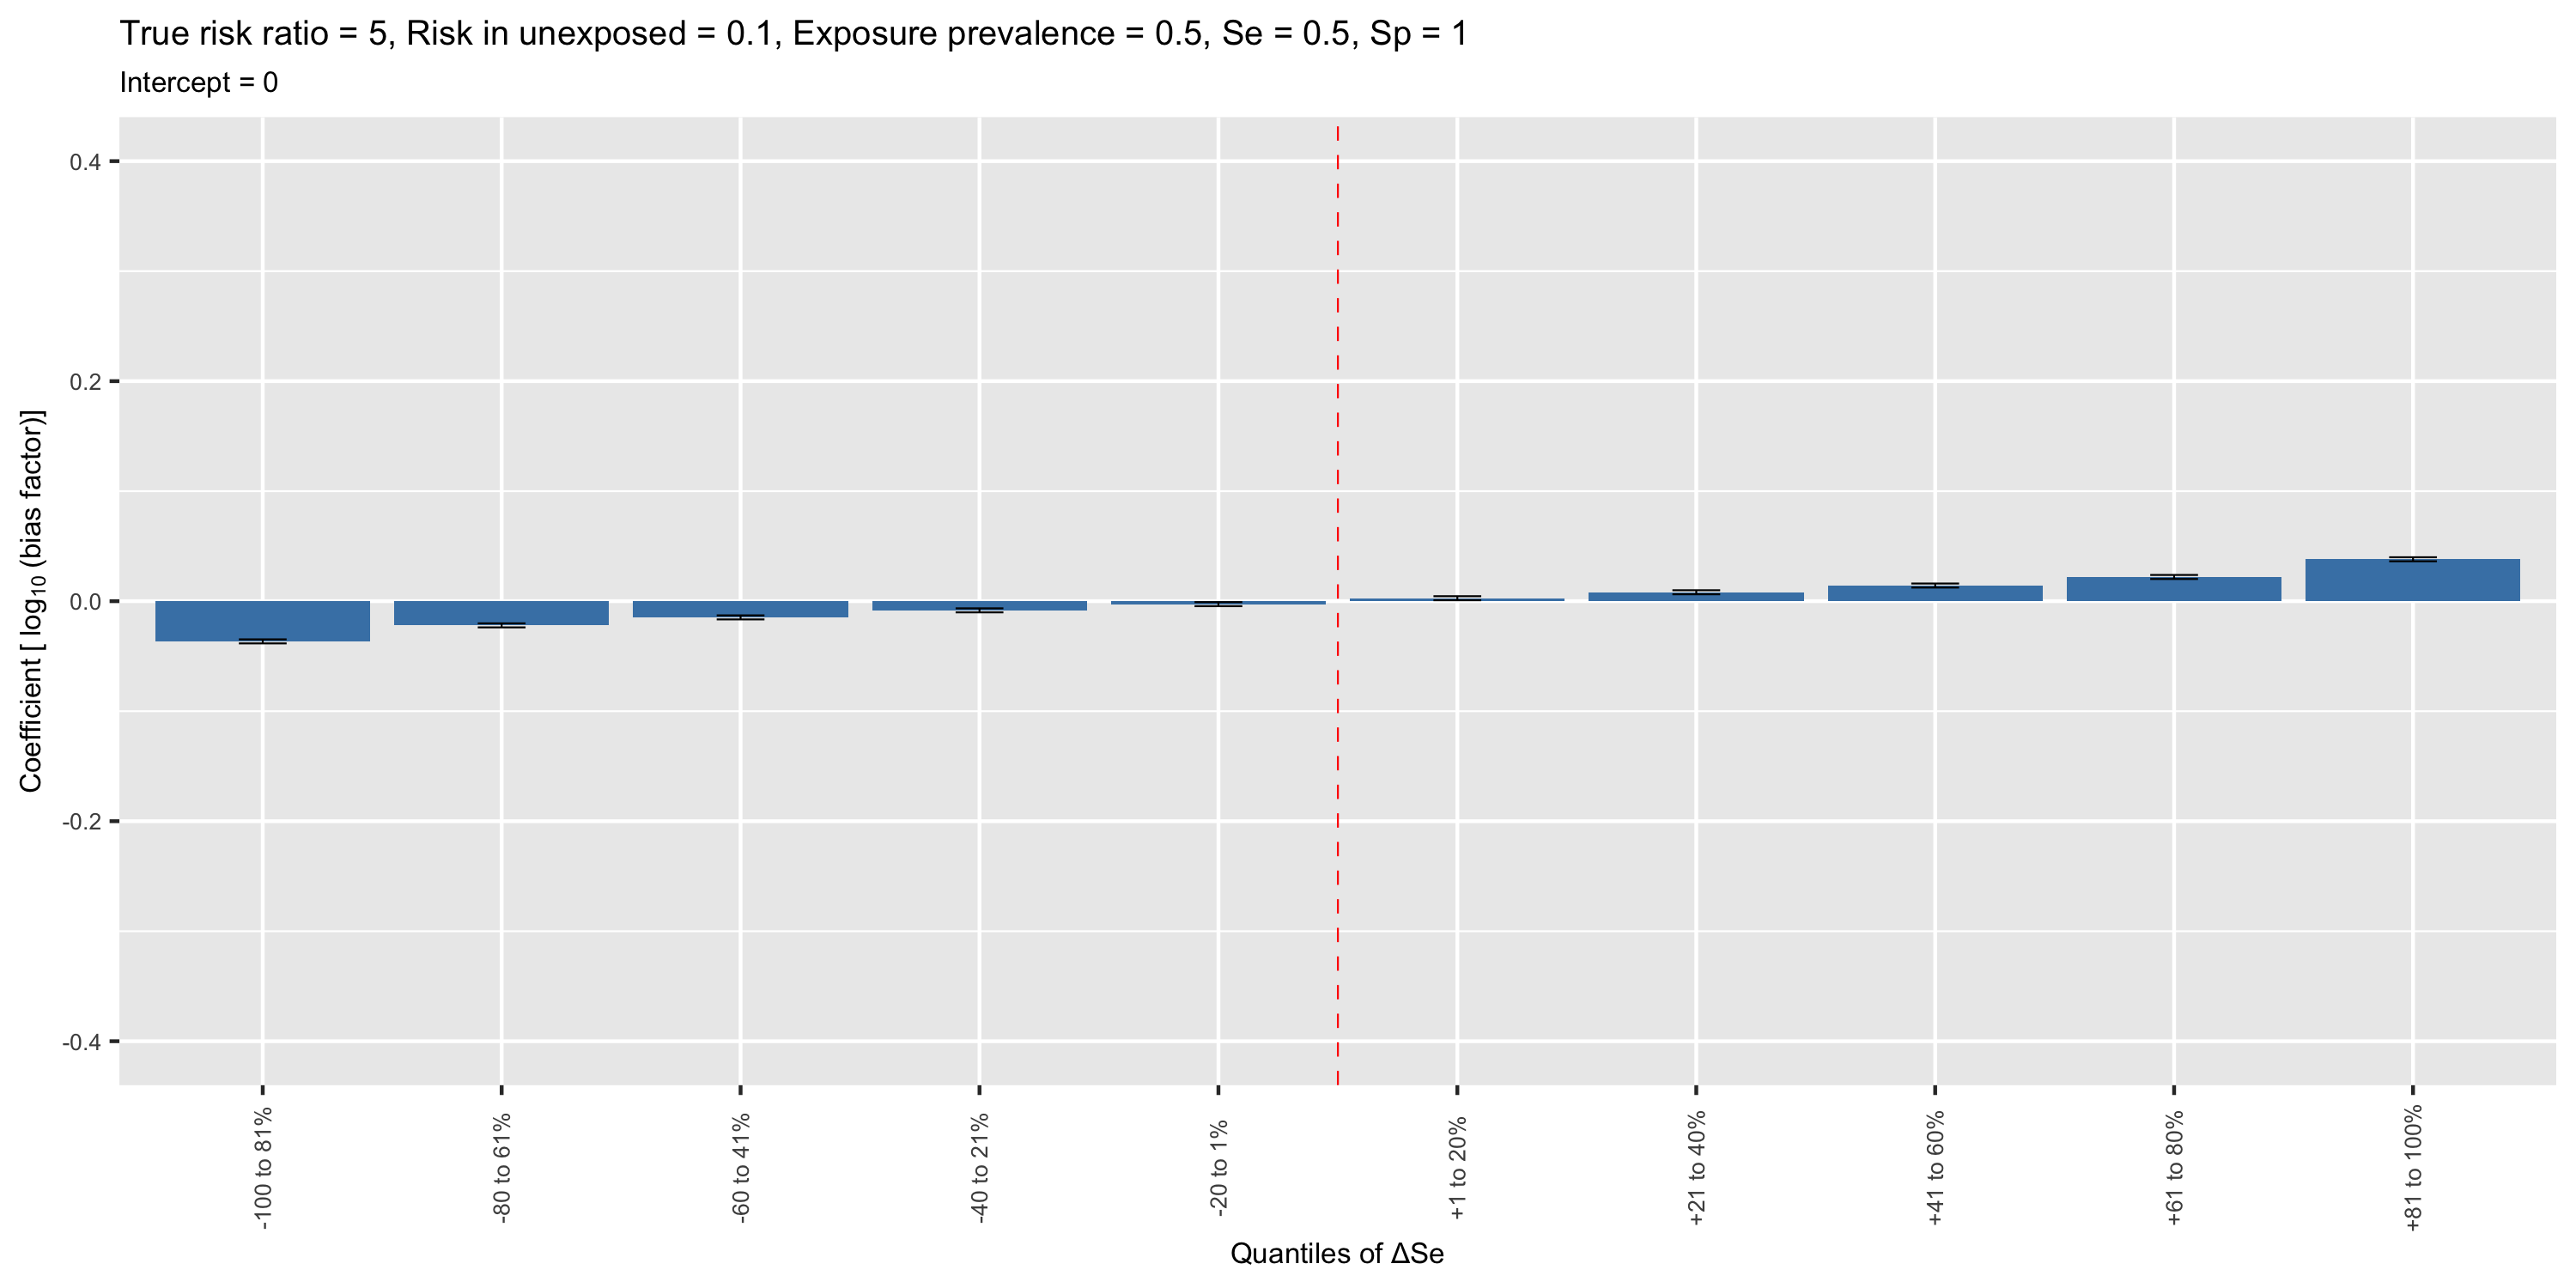 True risk ratio = 5, Risk in unexposed = 0.1, Exposure prevalence = 0.5, Se = 0.5, Sp = 1
Intercept = 0
Coefficient [ log₁₀ (bias factor)]
0.4
0.2
0.0
-0.2
-0.4
-100 to 81%
-80 to 61%
-60 to 41%
-40 to 21%
-20 to 1%
+1 to 20%
+21 to 40%
+41 to 60%
+61 to 80%
+81 to 100%
Quantiles of ΔSe